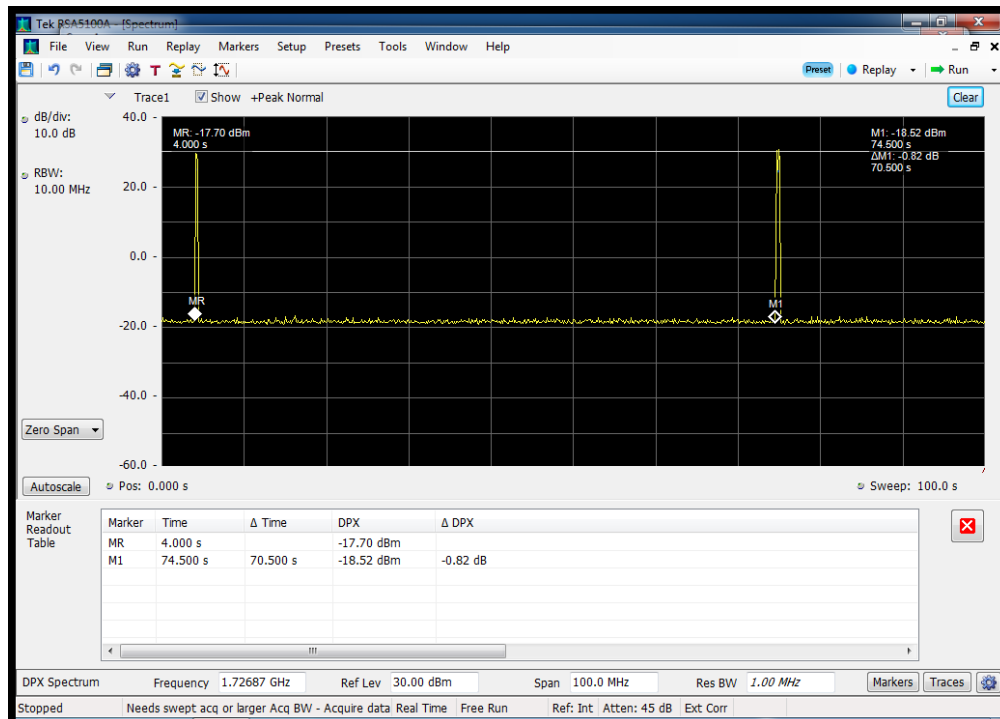 Tek RSA5100A - [Spectrum]
File View Run Replay Markers Setup Presets Tools Window Help
T
Preset Replay Run
Trace1 Show +Peak Normal Clear
dB/div:
10.0 dB
RBW:
10.00 MHz
40.0 -
20.0 -
0.0 -
-20.0 -
-40.0 -
-60.0 -
MR: -17.70 dBm
4.000 s
M1: -18.52 dBm
74.500 s
ΔM1: -0.82 dB
70.500 s
MR
M1
Zero Span
Autoscale Pos: 0.000 s Sweep: 100.0 s
Marker
Readout
Table
Marker Time Δ Time DPX Δ DPX
MR 4.000 s -17.70 dBm
M1 74.500 s 70.500 s -18.52 dBm -0.82 dB
DPX Spectrum Frequency 1.72687 GHz Ref Lev 30.00 dBm Span 100.0 MHz Res BW 1.00 MHz Markers Traces
Stopped Needs swept acq or larger Acq BW - Acquire data Real Time Free Run Ref: Int Atten: 45 dB Ext Corr